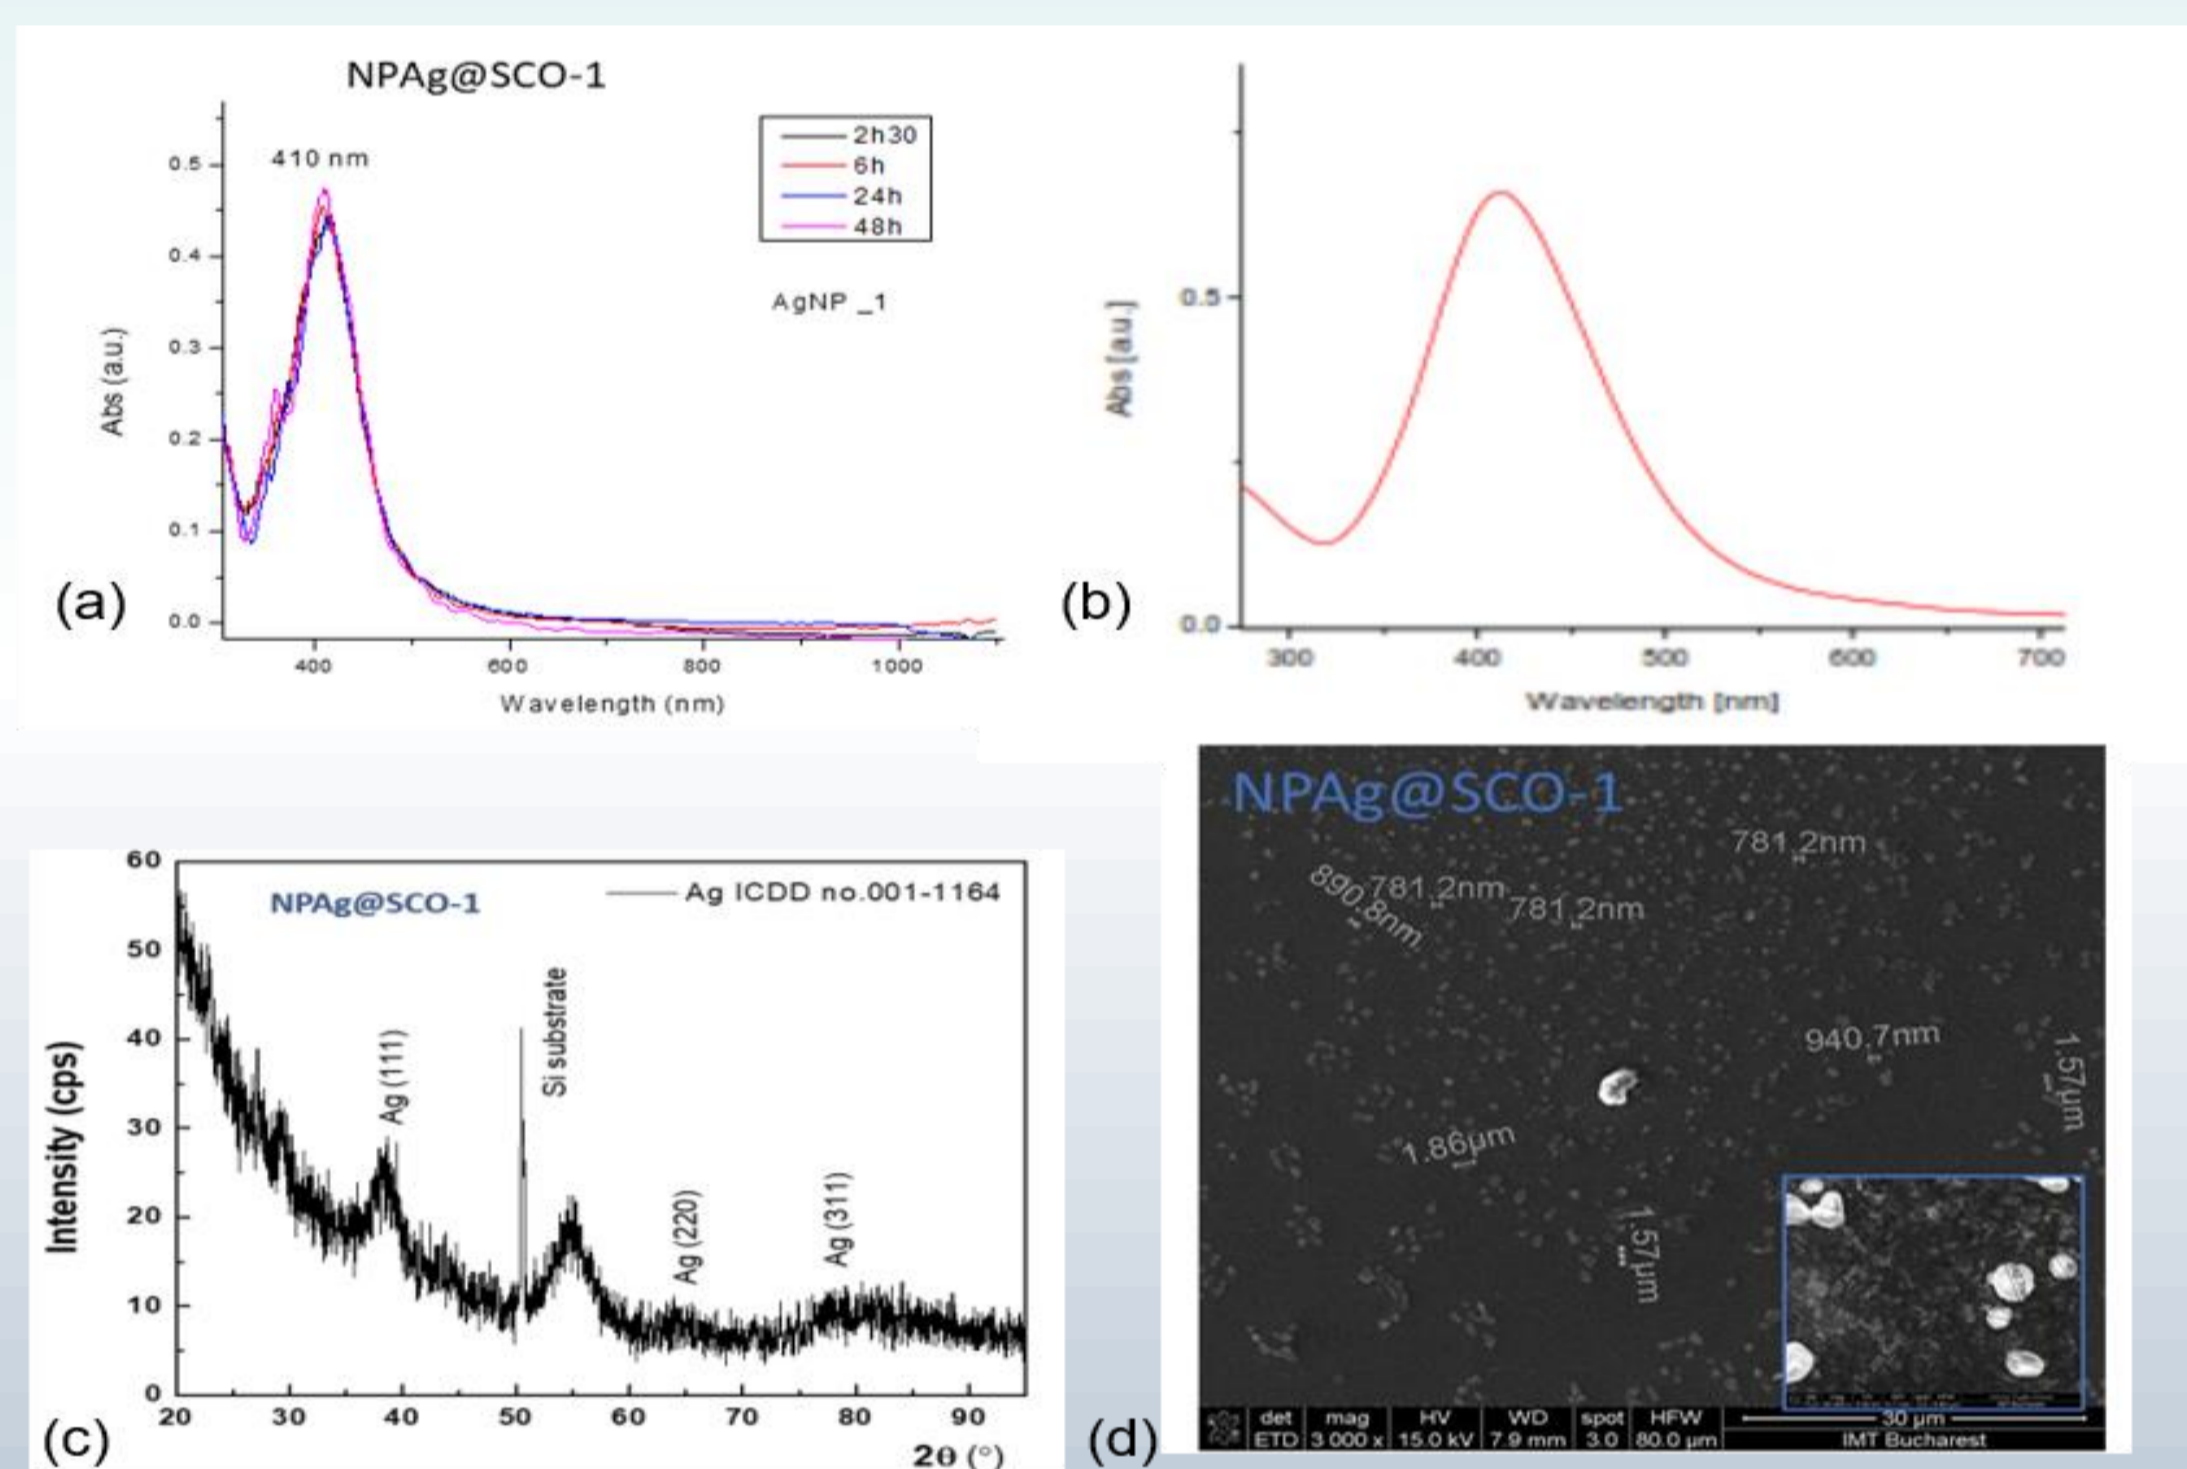 NPAg@SCO-1
410 nm
2h30
6h
24h
48h
AgNP _1
0.5
0.4
0.3
0.2
0.1
0.0
Abs (a.u.)
400 600 800 1000
Wavelength (nm)
(a)
0.5
0.0
Abs [a.u.]
300 400 500 600 700
Wavelength [nm]
(b)
NPAg@SCO-1
Ag ICDD no.001-1164
60
50
40
30
20
10
0
Intensity (cps)
Ag (111)
Si substrate
Ag (220)
Ag (311)
20 30 40 50 60 70 80 90
2θ (°)
(c)
NPAg@SCO-1
781.2nm
890.8nm
781.2nm
781.2nm
940.7nm
1.57µm
1.86µm
1.57µm
det mag HV WD spot HFW 30 µm
ETD 3 000 x 15.0 kV 7.9 mm 3.0 80.0 µm IMT Bucharest
(d)